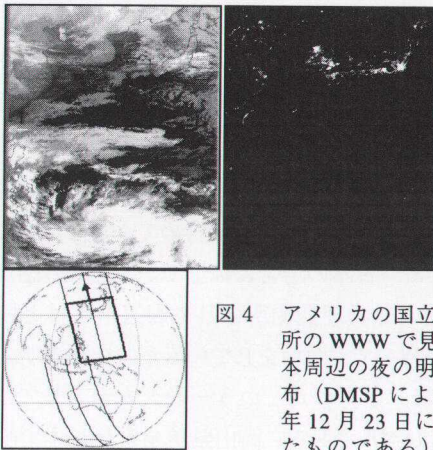 図4 アメリカの国立
所の WWW で見
本周辺の夜の明
布（DMSP によ
年 12 月 23 日に
たものである）